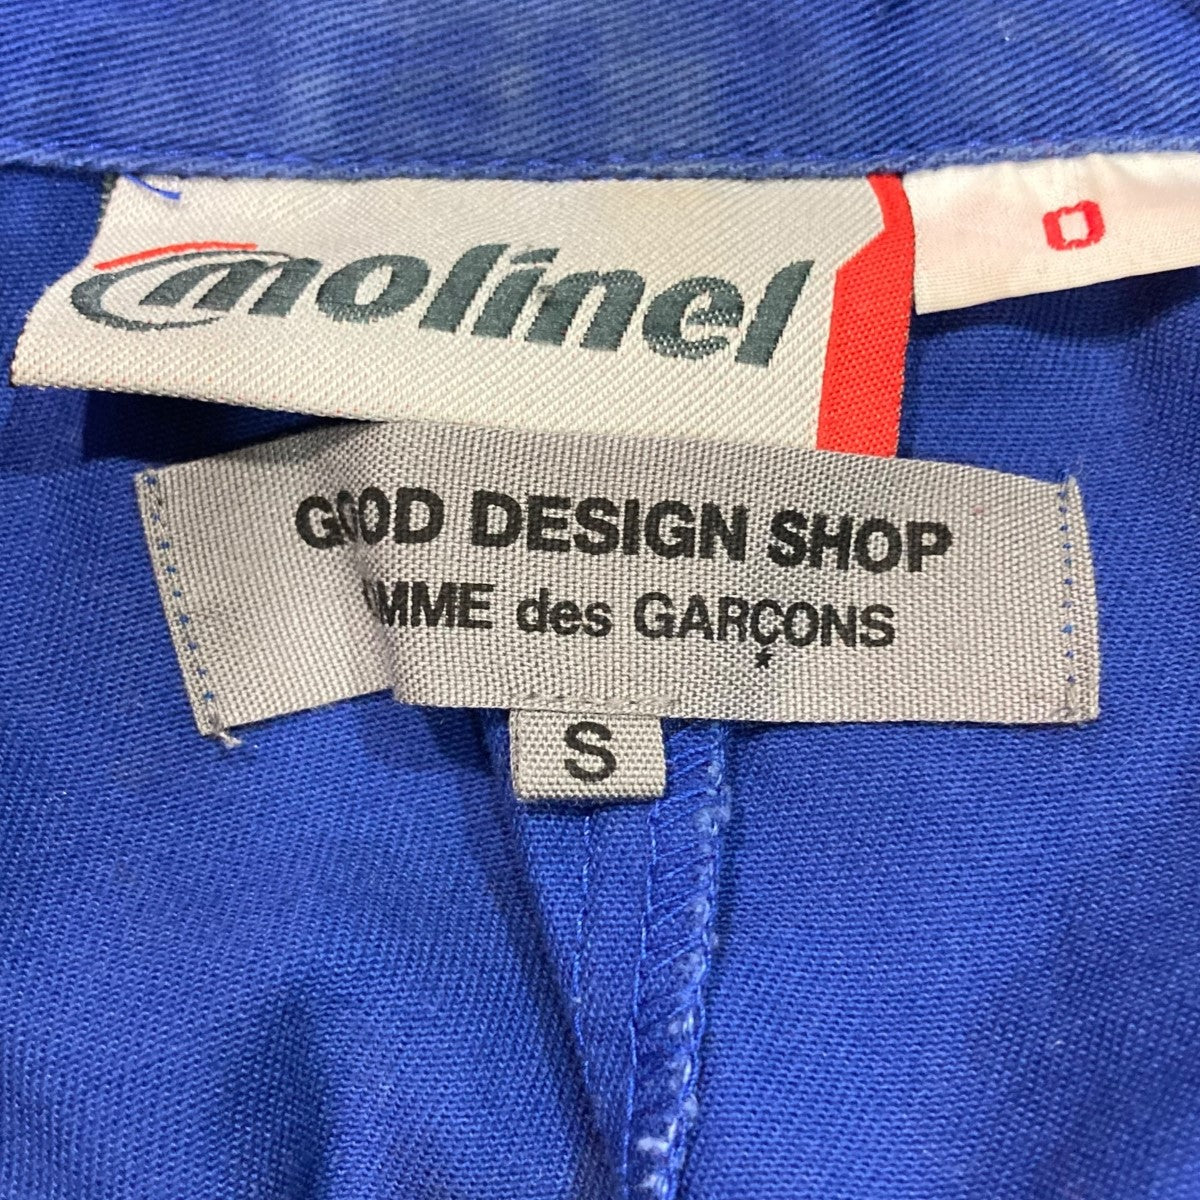 molinel
0
GOOD DESIGN SHOP
MME des GARÇONS
S